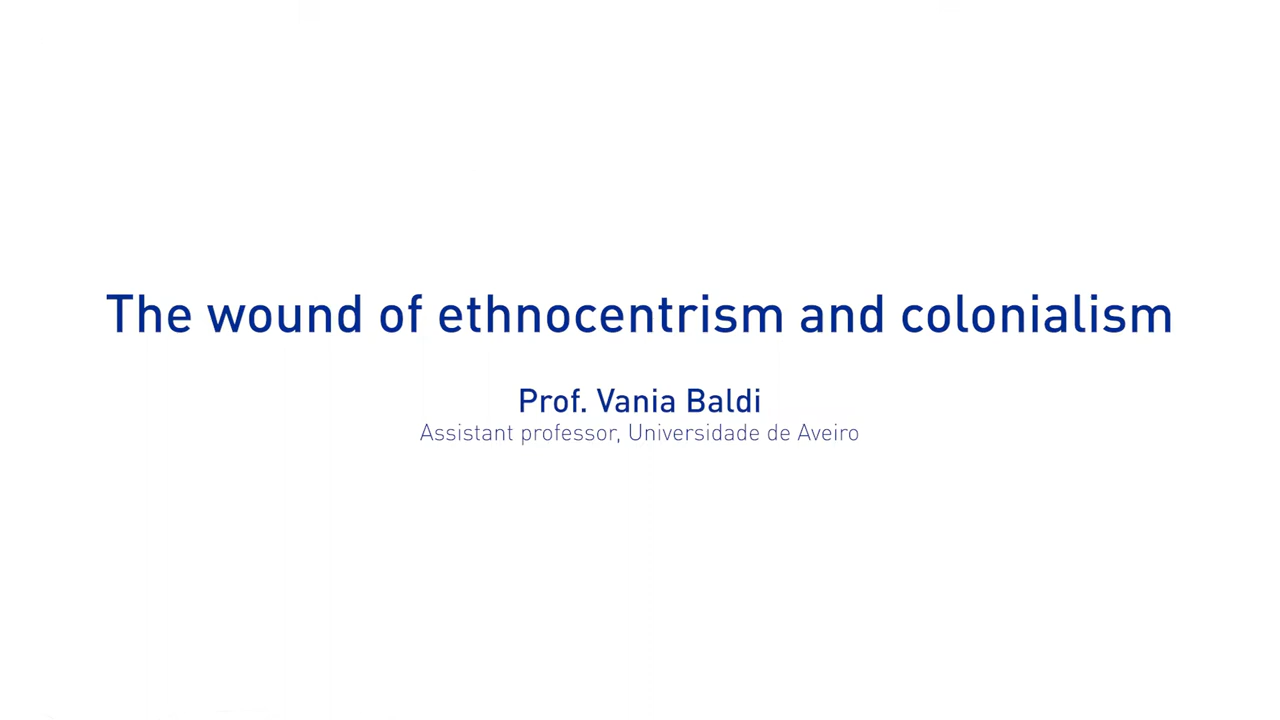 The wound of ethnocentrism and colonialism
Prof. Vania Baldi
Assistant professor, Universidade de Aveiro